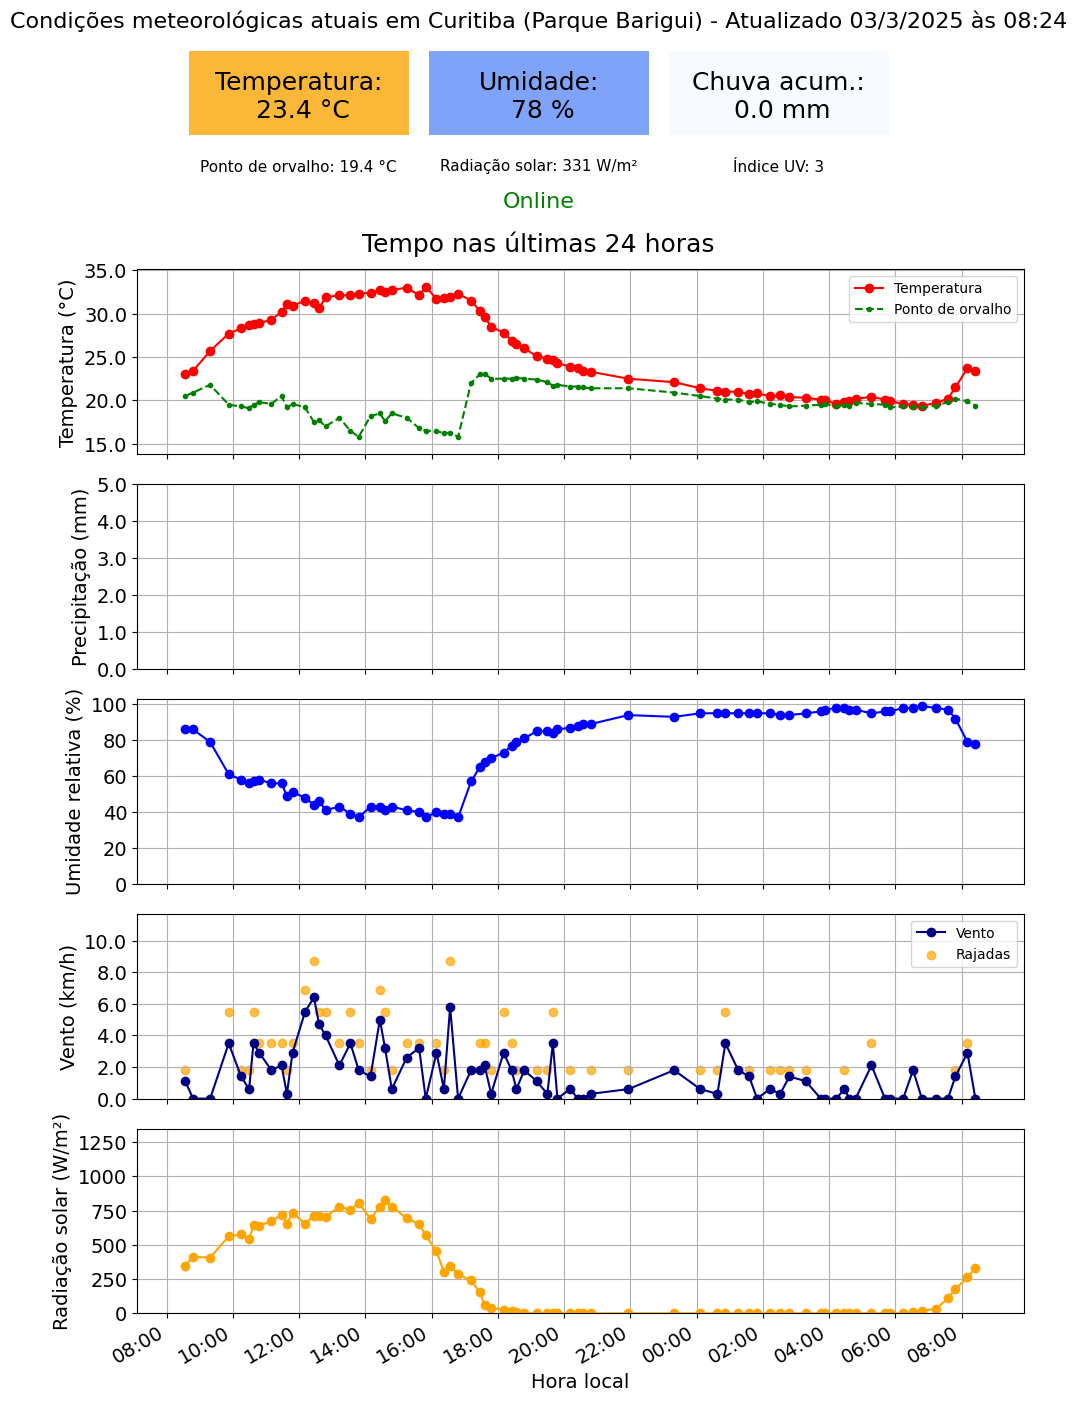 Condições meteorológicas atuais em Curitiba (Parque Barigui) - Atualizado 03/3/2025 às 08:24
Temperatura:
23.4 °C
Umidade:
78 %
Chuva acum.:
0.0 mm
Ponto de orvalho: 19.4 °C
Radiação solar: 331 W/m²
Índice UV: 3
Online
Tempo nas últimas 24 horas
Temperatura (°C)
35.0
30.0
25.0
20.0
15.0
Temperatura
Ponto de orvalho
Precipitação (mm)
5.0
4.0
3.0
2.0
1.0
0.0
Umidade relativa (%)
100
80
60
40
20
0
Vento (km/h)
10.0
8.0
6.0
4.0
2.0
0.0
Vento
Rajadas
Radiação solar (W/m²)
1250
1000
750
500
250
0
08:00
10:00
12:00
14:00
16:00
18:00
20:00
22:00
00:00
02:00
04:00
06:00
08:00
Hora local